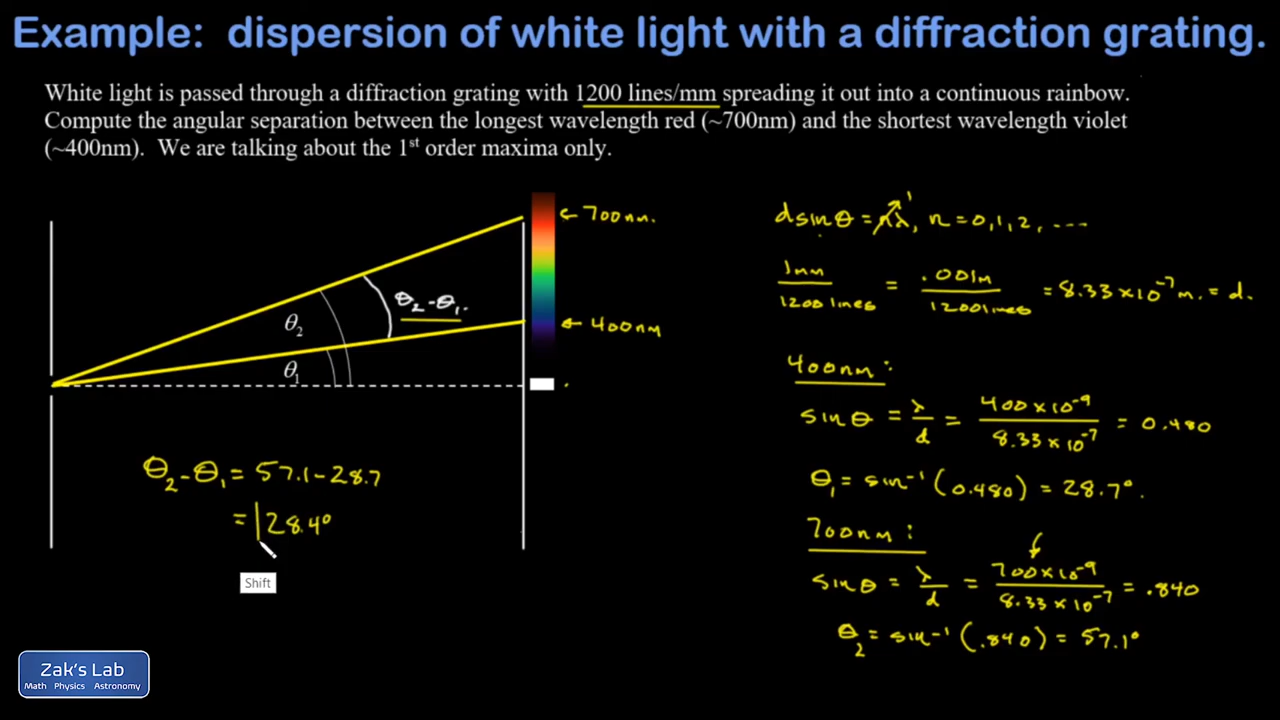 Example: dispersion of white light with a diffraction grating.
White light is passed through a diffraction grating with 1200 lines/mm spreading it out into a continuous rainbow.
Compute the angular separation between the longest wavelength red (~700nm) and the shortest wavelength violet
(~400nm). We are talking about the 1st order maxima only.
← 700nm.
θ₂-θ₁.
θ₂
← 400nm
θ₁
θ₂-θ₁ = 57.1-28.7
= 28.4°
Shift
Zak's Lab
Math Physics Astronomy
dsinθ = nλ, n = 0, 1, 2, ....
1
1mm/1200 lines = .001m/1200 lines = 8.33×10⁻⁷ m. = d.
400nm:
sinθ = λ/d = 400×10⁻⁹/8.33×10⁻⁷ = 0.480
θ₁ = sin⁻¹(0.480) = 28.7°.
700nm:
sinθ = λ/d = 700×10⁻⁹/8.33×10⁻⁷ = .840
θ₂ = sin⁻¹(.840) = 57.1°